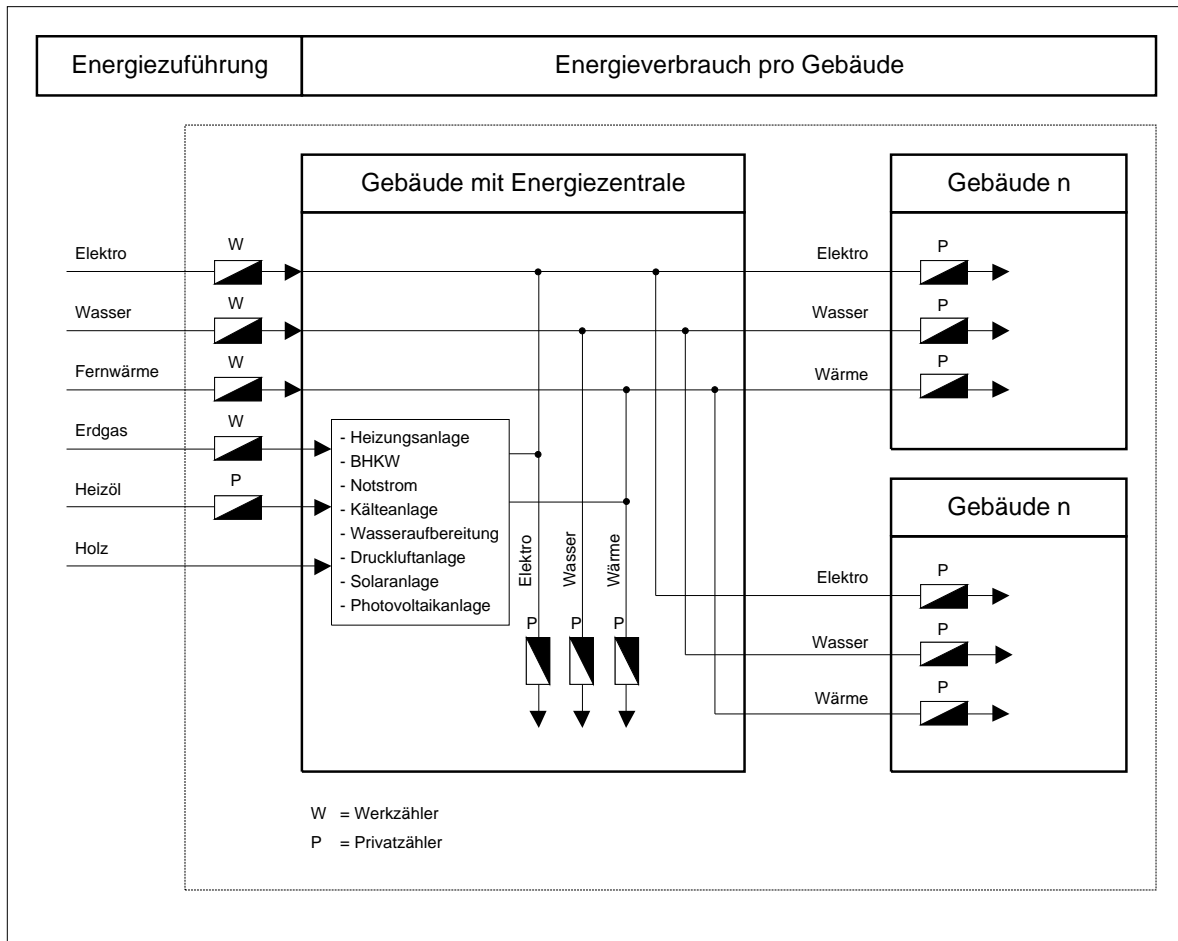 Energiezuführung
Energieverbrauch pro Gebäude
Gebäude mit Energiezentrale
Gebäude n
Elektro
W
Elektro
P
Wasser
W
Wasser
P
Fernwärme
W
Wärme
P
Erdgas
W
Heizöl
P
Holz
- Heizungsanlage
- BHKW
- Notstrom
- Kälteanlage
- Wasseraufbereitung
- Druckluftanlage
- Solaranlage
- Photovoltaikanlage
Elektro
Wasser
Wärme
P
P
P
Gebäude n
Elektro
P
Wasser
P
Wärme
P
W = Werkzähler
P = Privatzähler